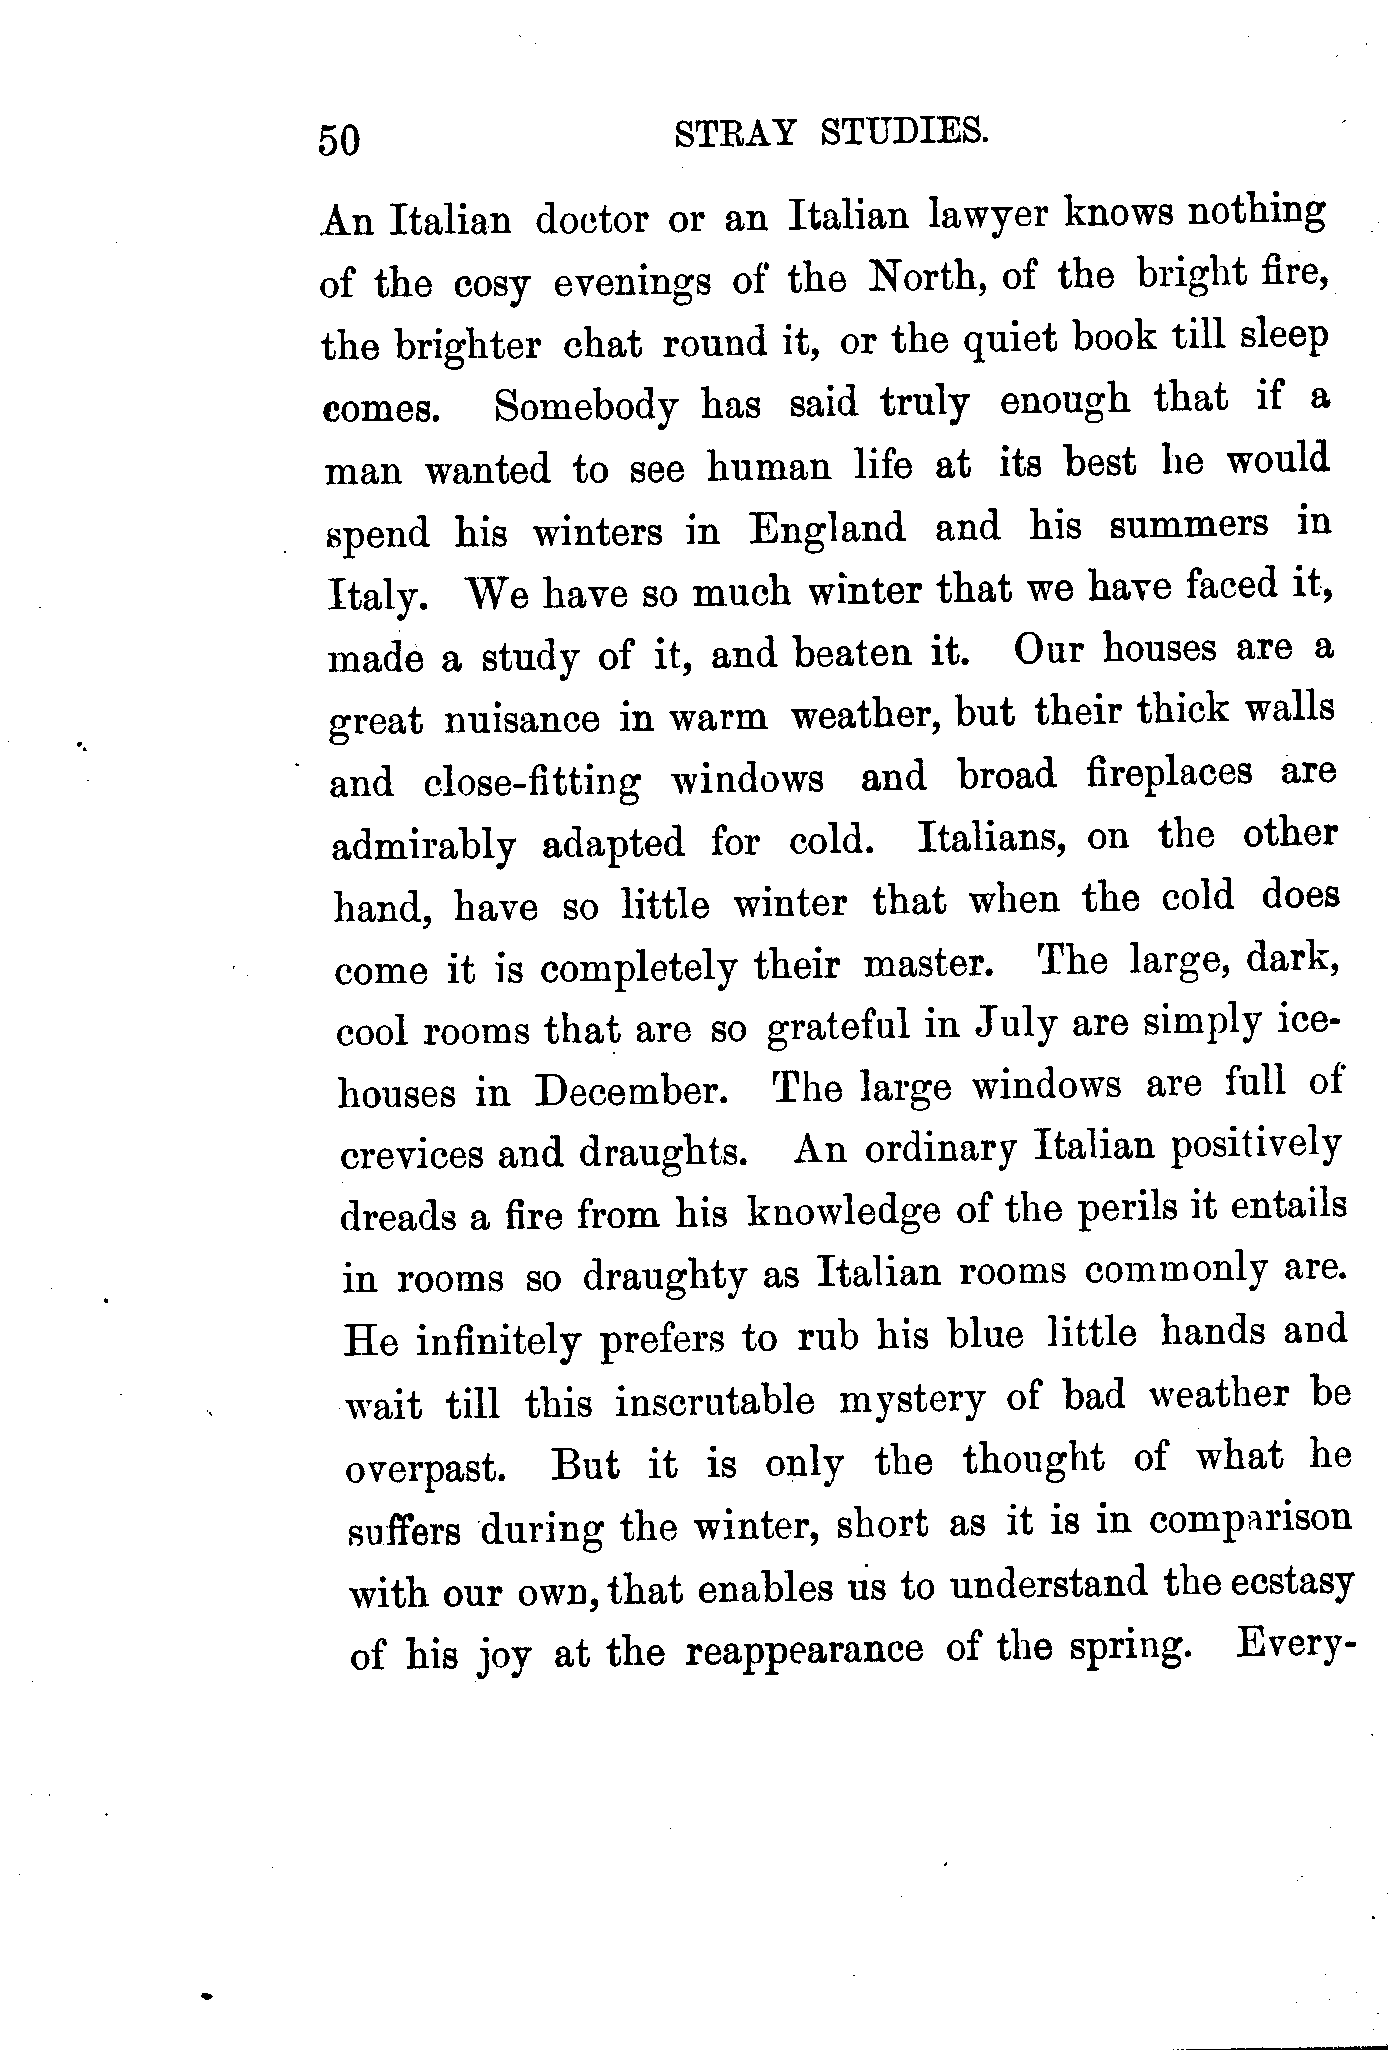 50 STRAY STUDIES.
An Italian doctor or an Italian lawyer knows nothing
of the cosy evenings of the North, of the bright fire,
the brighter chat round it, or the quiet book till sleep
comes. Somebody has said truly enough that if a
man wanted to see human life at its best he would
spend his winters in England and his summers in
Italy. We have so much winter that we have faced it,
made a study of it, and beaten it. Our houses are a
great nuisance in warm weather, but their thick walls
and close-fitting windows and broad fireplaces are
admirably adapted for cold. Italians, on the other
hand, have so little winter that when the cold does
come it is completely their master. The large, dark,
cool rooms that are so grateful in July are simply ice-
houses in December. The large windows are full of
crevices and draughts. An ordinary Italian positively
dreads a fire from his knowledge of the perils it entails
in rooms so draughty as Italian rooms commonly are.
He infinitely prefers to rub his blue little hands and
wait till this inscrutable mystery of bad weather be
overpast. But it is only the thought of what he
suffers during the winter, short as it is in comparison
with our own, that enables us to understand the ecstasy
of his joy at the reappearance of the spring. Every-